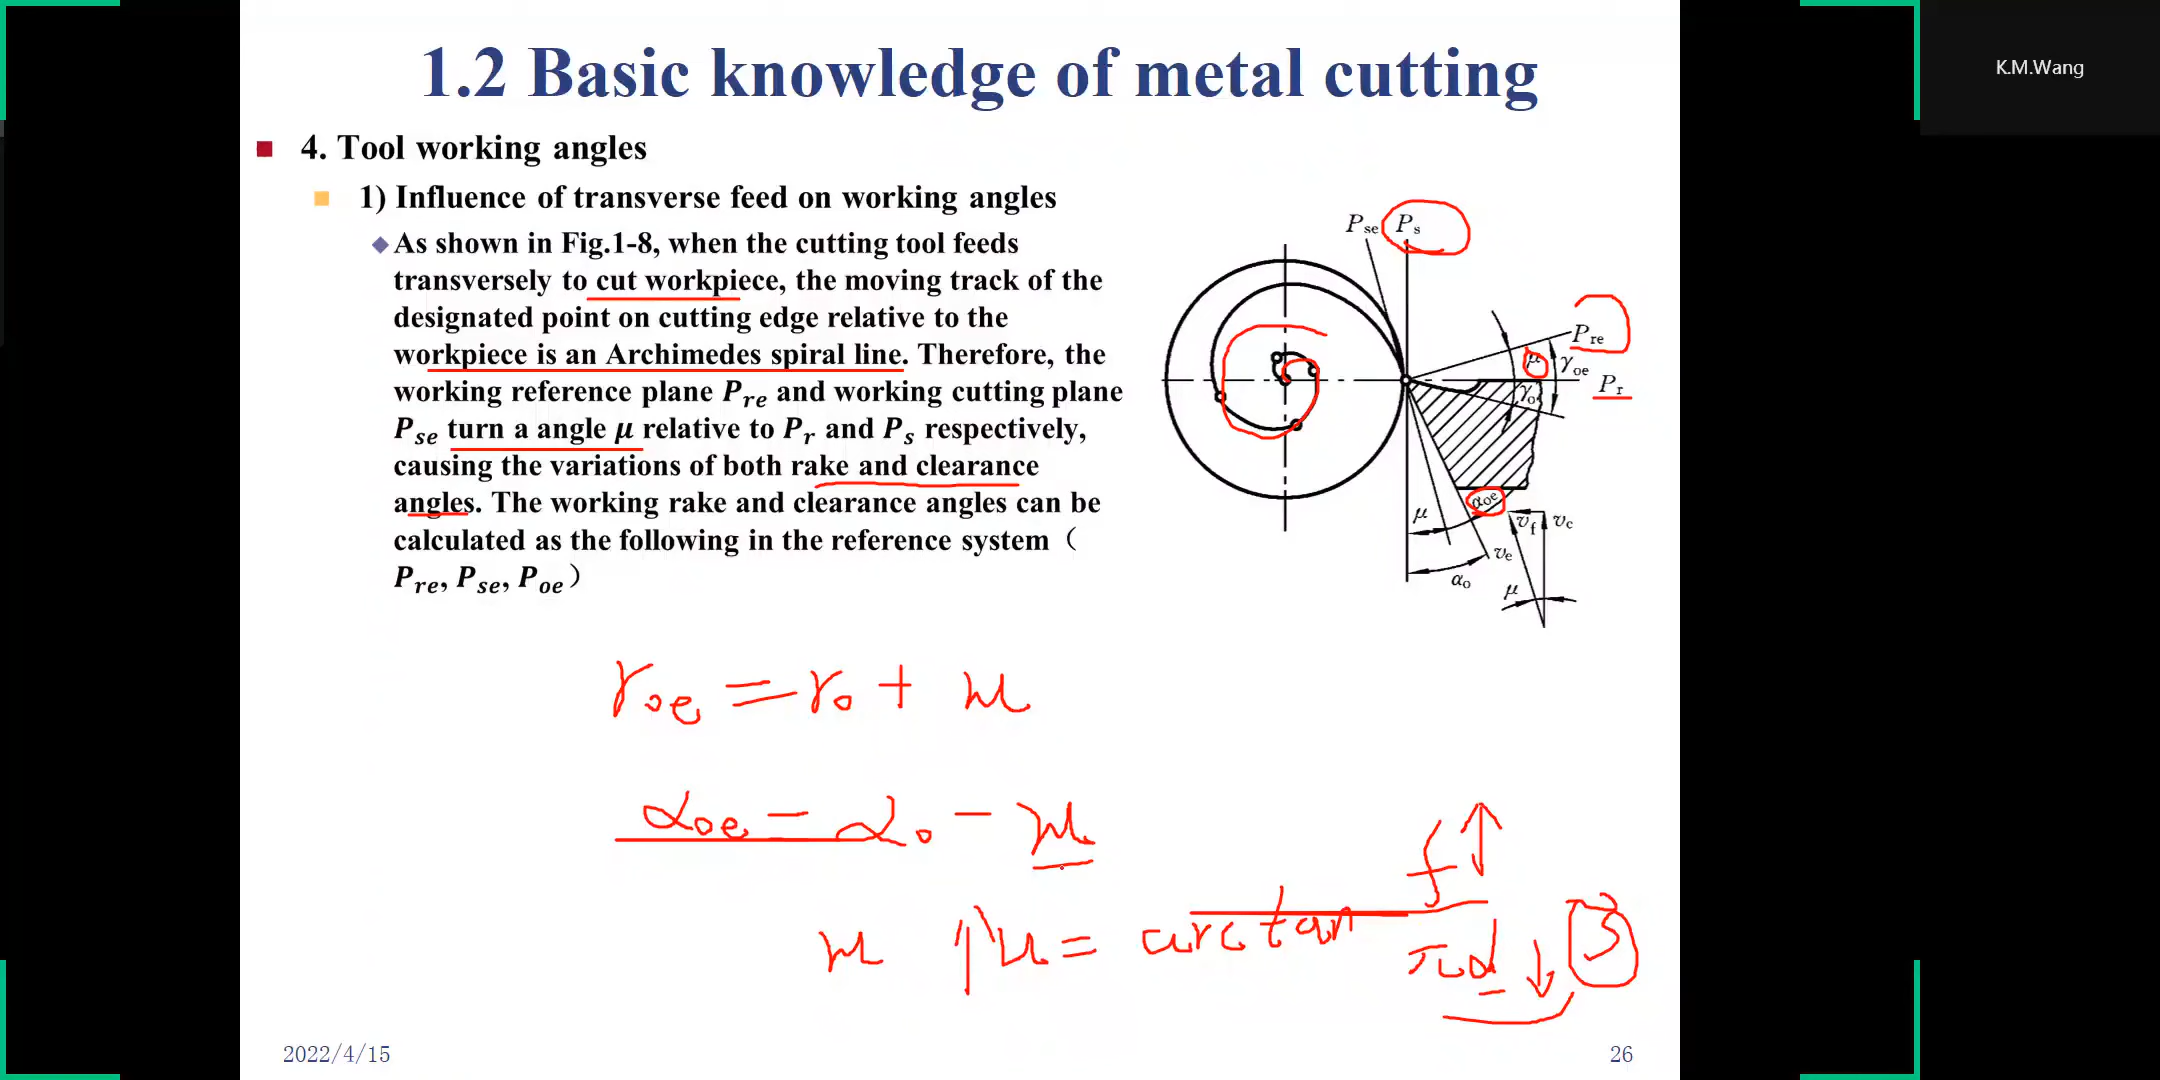 1.2 Basic knowledge of metal cutting
K.M.Wang
4. Tool working angles
1) Influence of transverse feed on working angles
As shown in Fig.1-8, when the cutting tool feeds
transversely to cut workpiece, the moving track of the
designated point on cutting edge relative to the
workpiece is an Archimedes spiral line. Therefore, the
working reference plane Pre and working cutting plane
Pse turn a angle μ relative to Pr and Ps respectively,
causing the variations of both rake and clearance
angles. The working rake and clearance angles can be
calculated as the following in the reference system（
Pre, Pse, Poe）
Pse Ps
Pre
μ γoe
Pr
γo
αoe
μ
vf vc
ve
αo
μ
γoe = γo + μ
αoe = αo - μ
μ ↑ μ = arctan f ↑
πd ↓ 3
2022/4/15
26